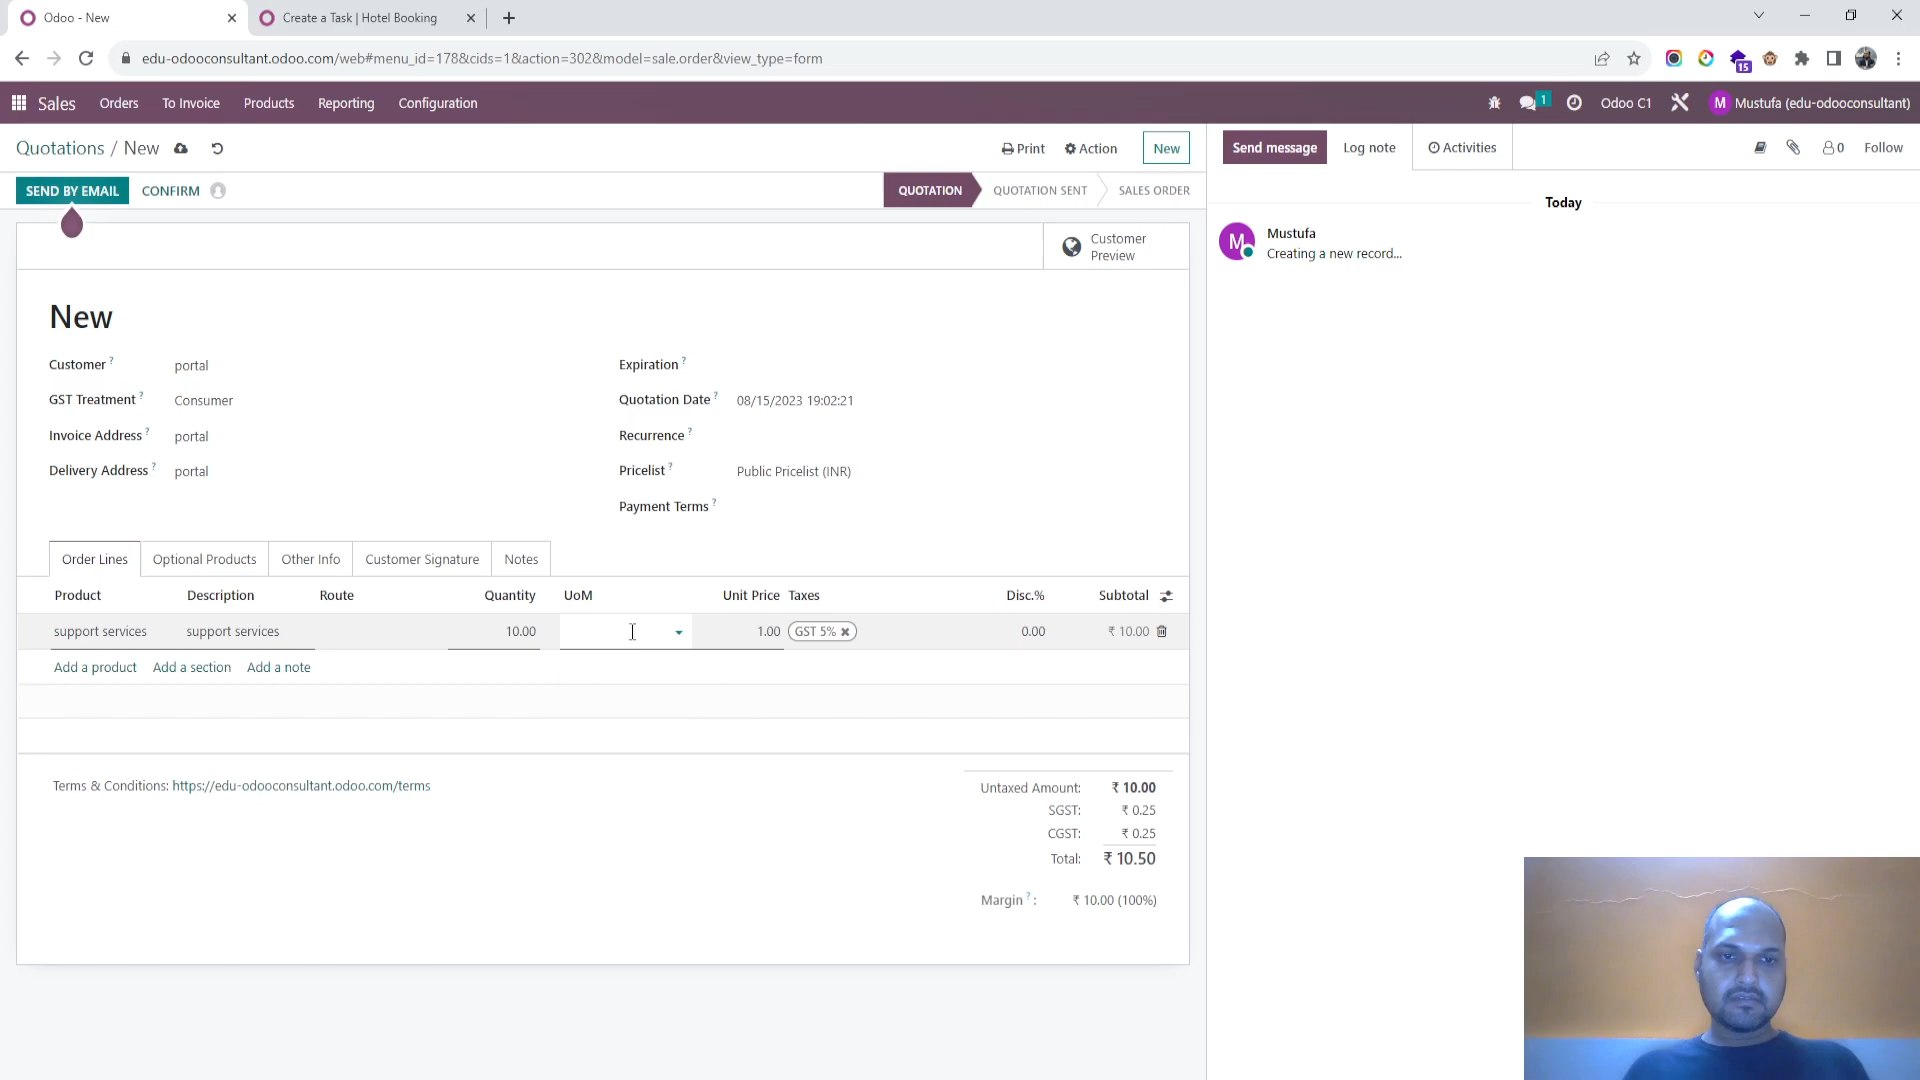 Odoo - New
Create a Task | Hotel Booking
edu-odooconsultant.odoo.com/web#menu_id=178&cids=1&action=302&model=sale.order&view_type=form
15
Sales Orders To Invoice Products Reporting Configuration
1 Odoo C1 M Mustufa (edu-odooconsultant)
Quotations / New
Print Action New
Send message Log note Activities 0 Follow
SEND BY EMAIL CONFIRM
QUOTATION QUOTATION SENT SALES ORDER
Today
M Mustufa
Creating a new record...
Customer
Preview
New
Customer ? portal
GST Treatment ? Consumer
Invoice Address ? portal
Delivery Address ? portal
Expiration ?
Quotation Date ? 08/15/2023 19:02:21
Recurrence ?
Pricelist ? Public Pricelist (INR)
Payment Terms ?
Order Lines Optional Products Other Info Customer Signature Notes
Product Description Route Quantity UoM Unit Price Taxes Disc.% Subtotal
support services support services 10.00 1.00 GST 5% 0.00 ₹ 10.00
Add a product Add a section Add a note
Terms & Conditions: https://edu-odooconsultant.odoo.com/terms
Untaxed Amount: ₹ 10.00
SGST: ₹ 0.25
CGST: ₹ 0.25
Total: ₹ 10.50
Margin ? : ₹ 10.00 (100%)